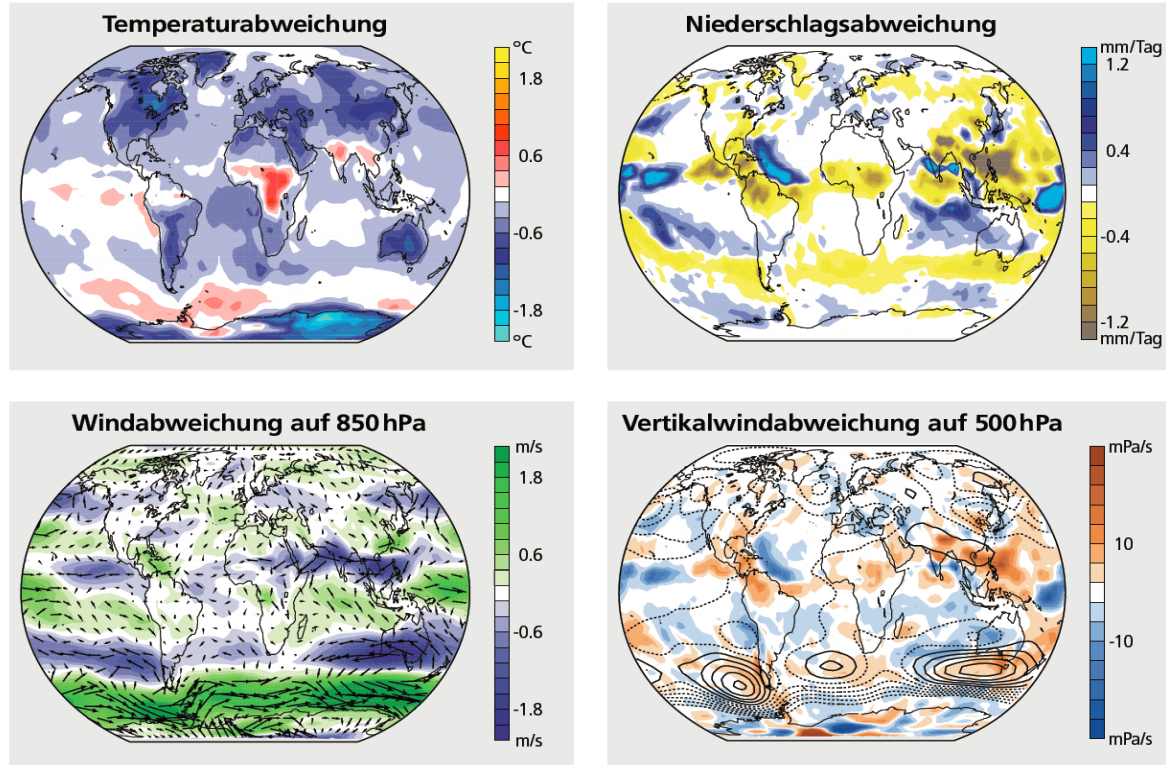 Temperaturabweichung
°C
1.8
0.6
-0.6
-1.8
°C
Niederschlagsabweichung
mm/Tag
1.2
0.4
-0.4
-1.2
mm/Tag
Windabweichung auf 850 hPa
m/s
1.8
0.6
-0.6
-1.8
m/s
Vertikalwindabweichung auf 500 hPa
mPa/s
10
-10
mPa/s